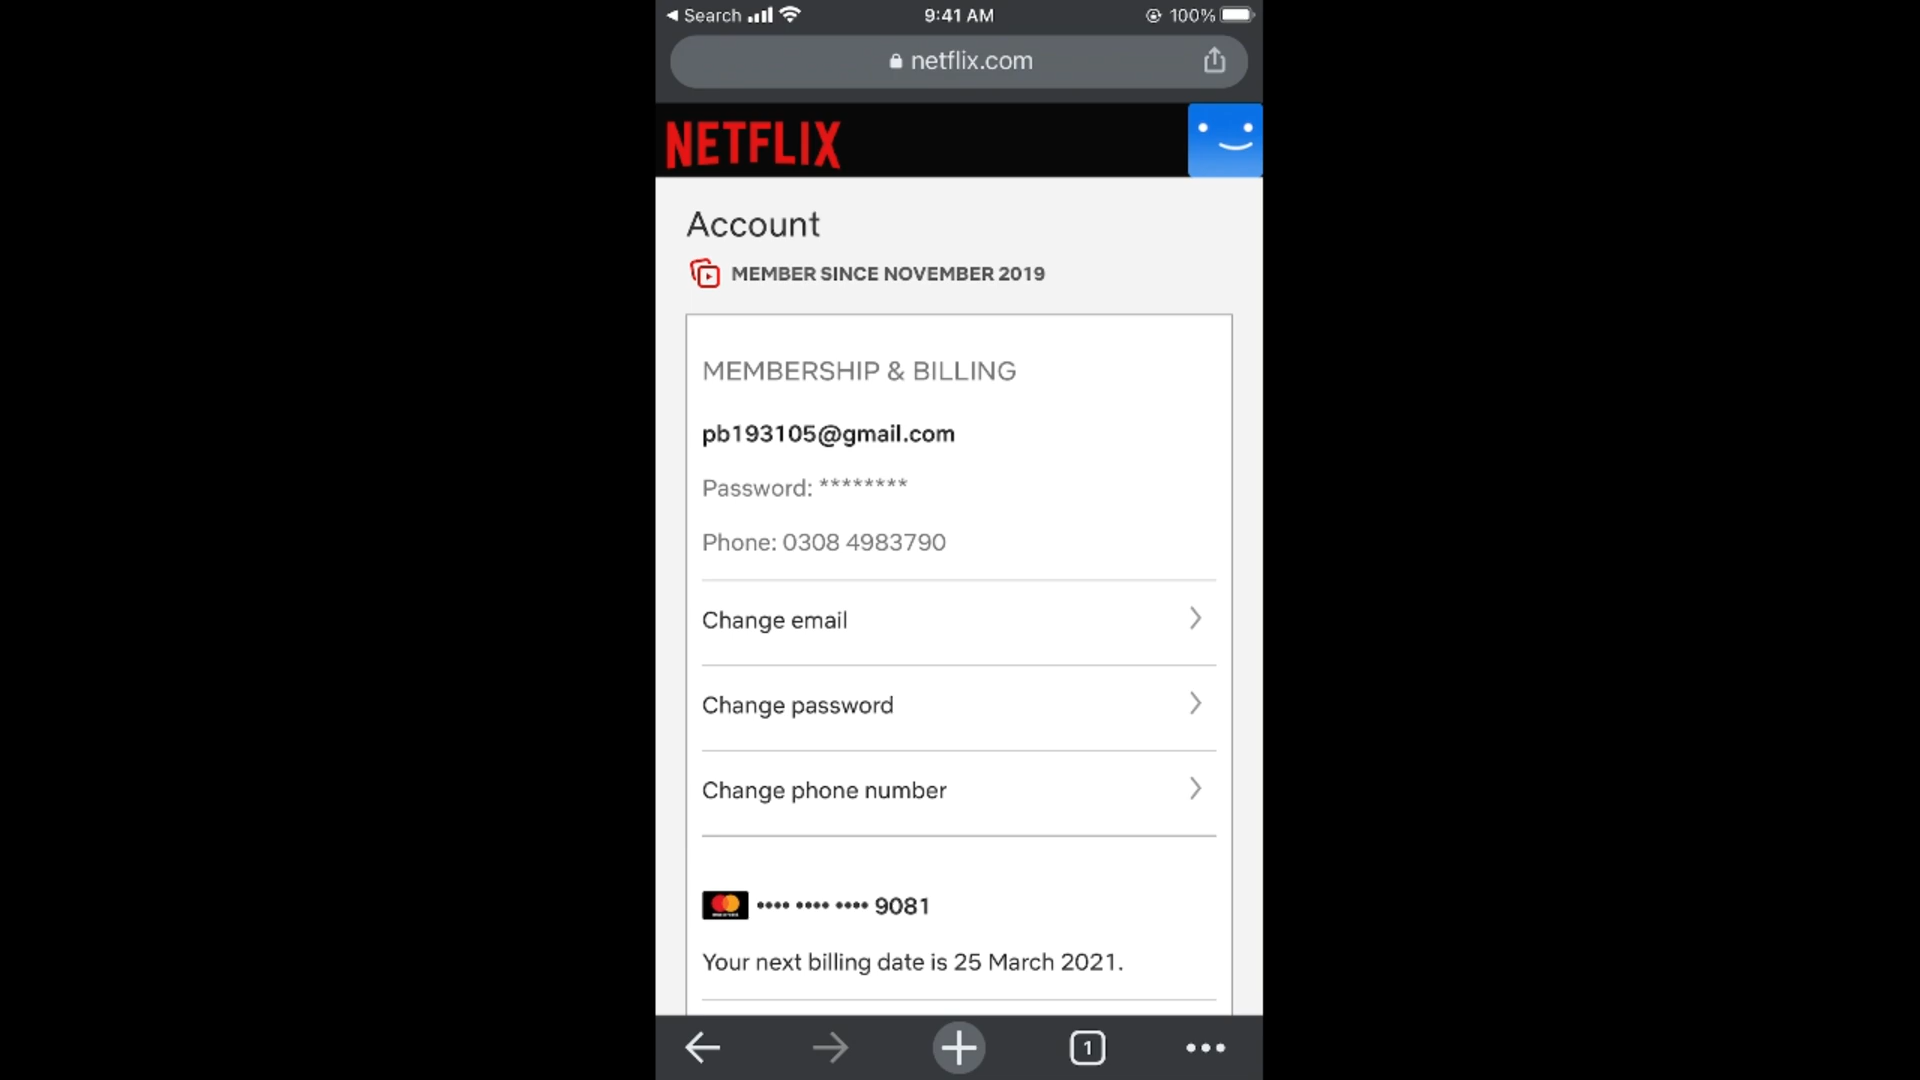 ◀ Search 9:41 AM 100%
netflix.com
NETFLIX
Account
MEMBER SINCE NOVEMBER 2019
MEMBERSHIP & BILLING
pb193105@gmail.com
Password: ********
Phone: 0308 4983790
Change email
Change password
Change phone number
•••• •••• •••• 9081
Your next billing date is 25 March 2021.
1